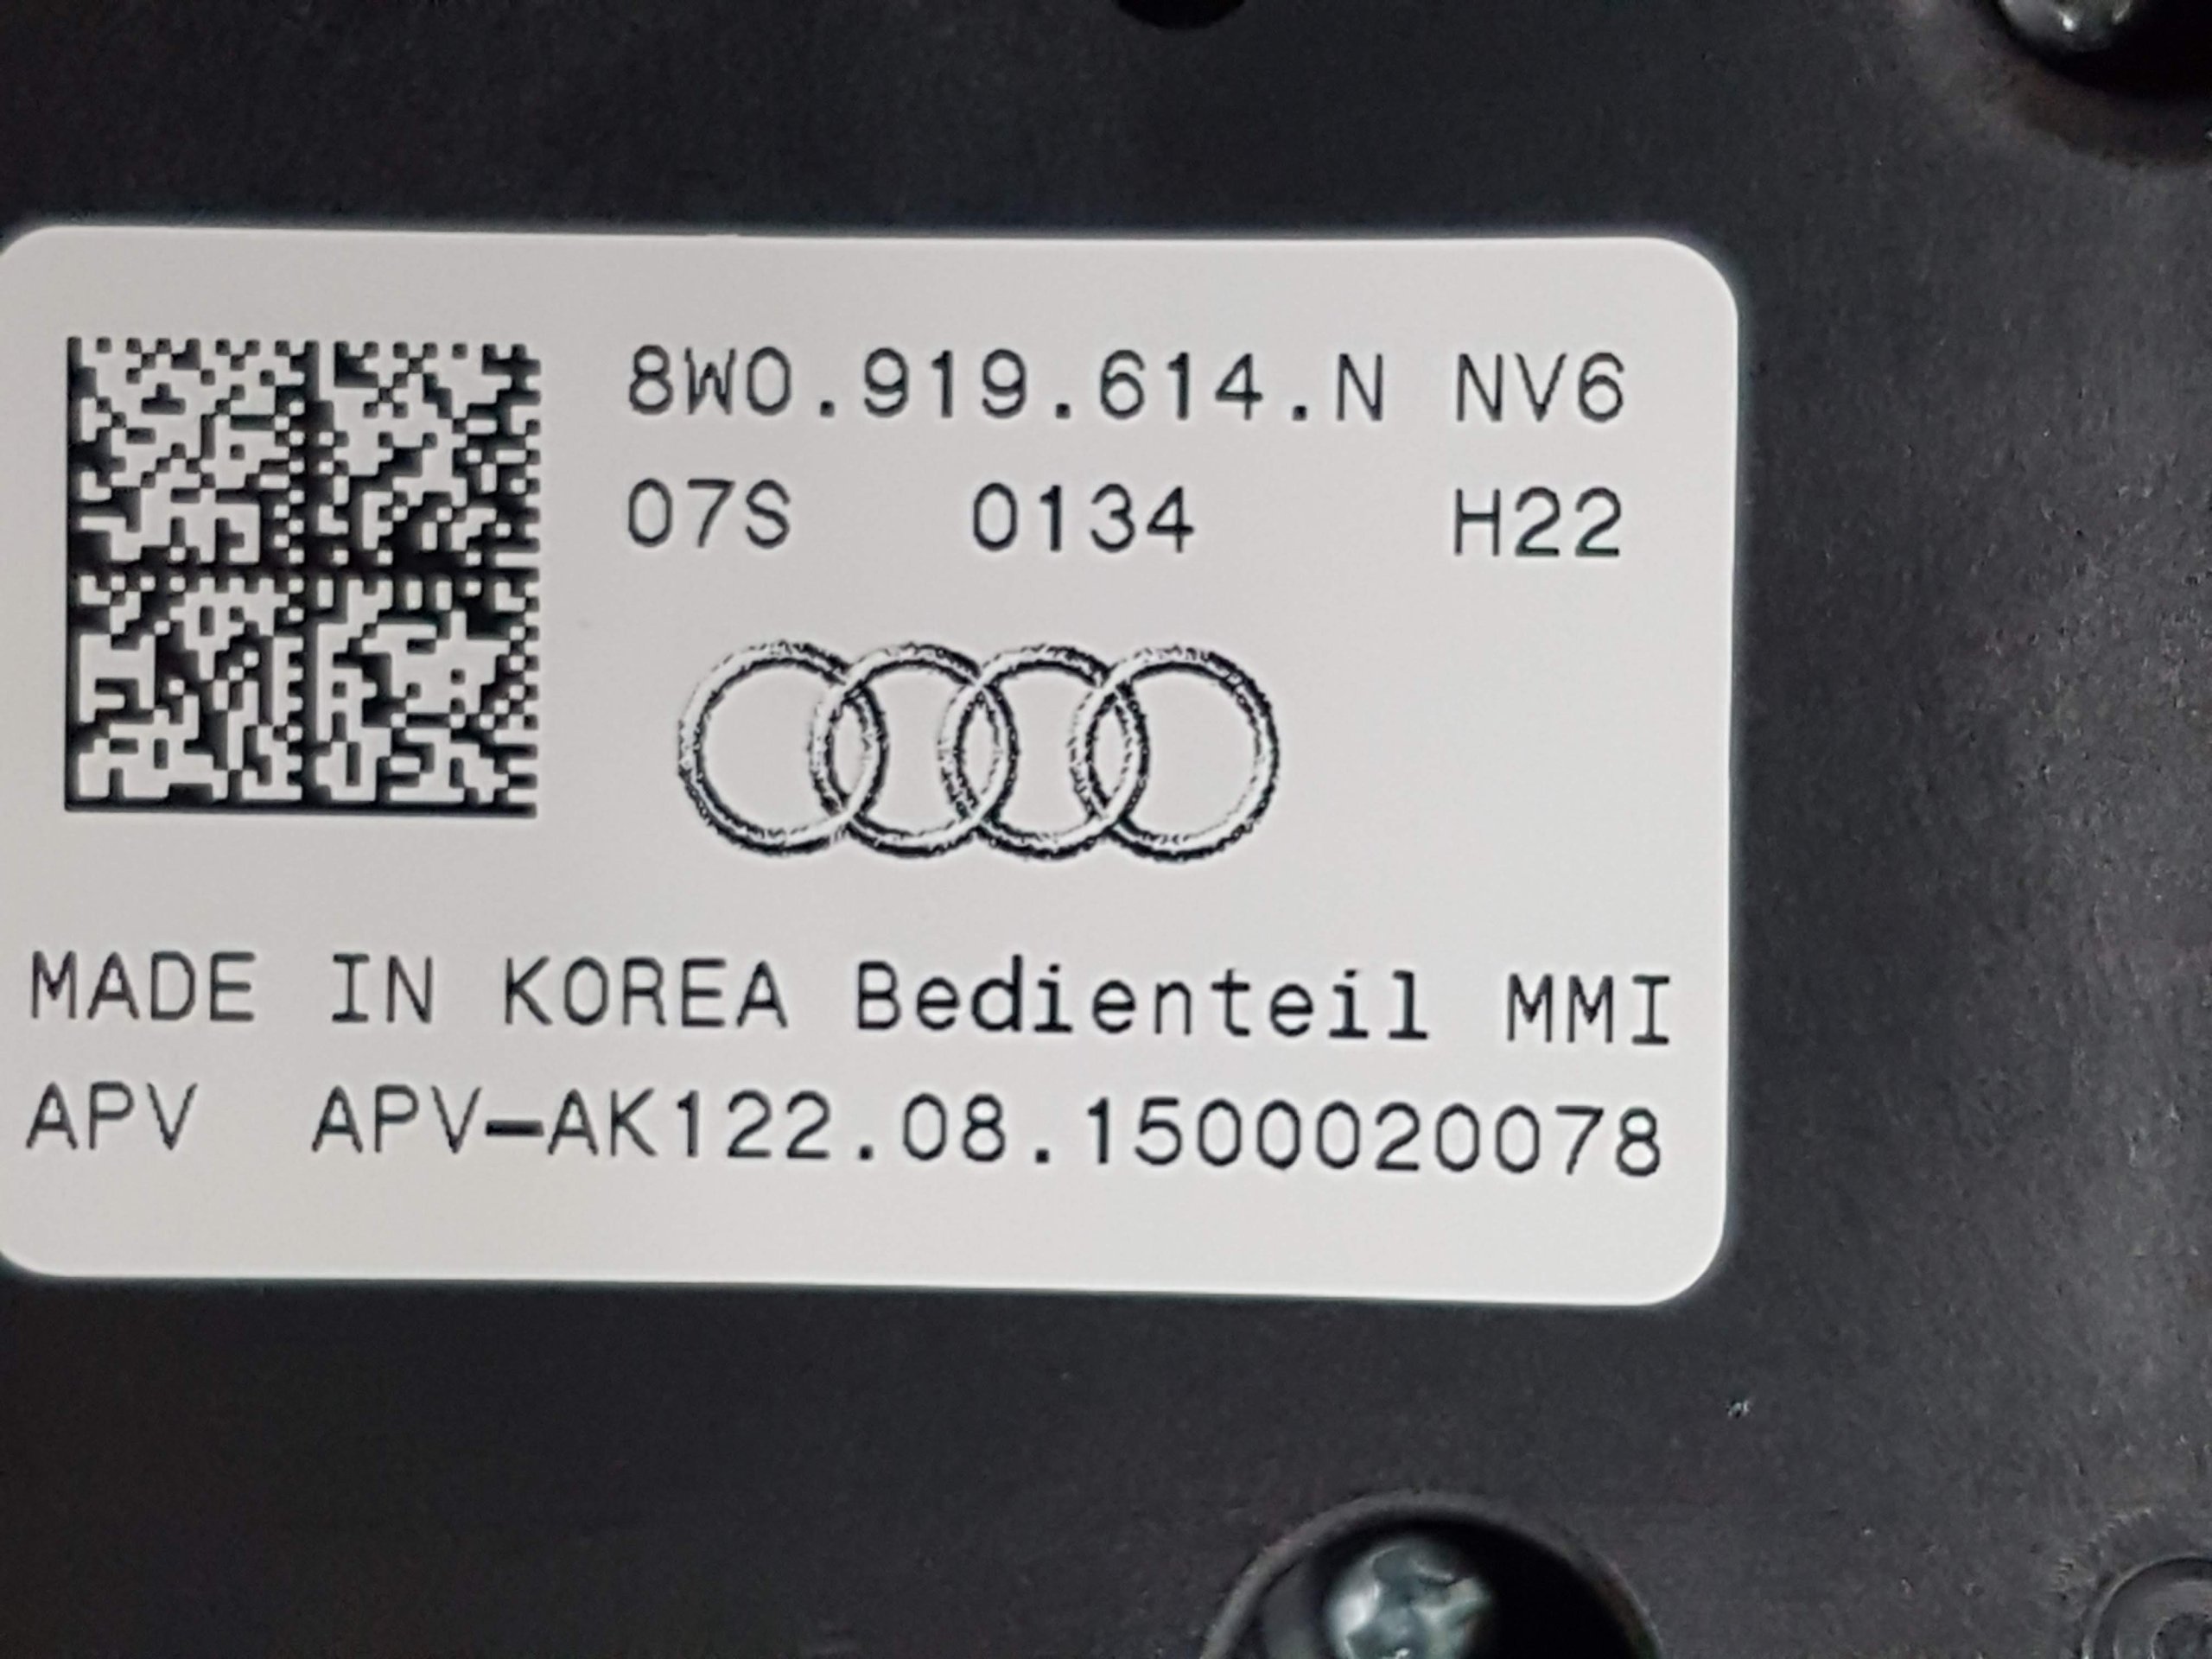 8W0.919.614.N NV6
07S 0134 H22
MADE IN KOREA Bedienteil MMI
APV APV-AK122.08.1500020078